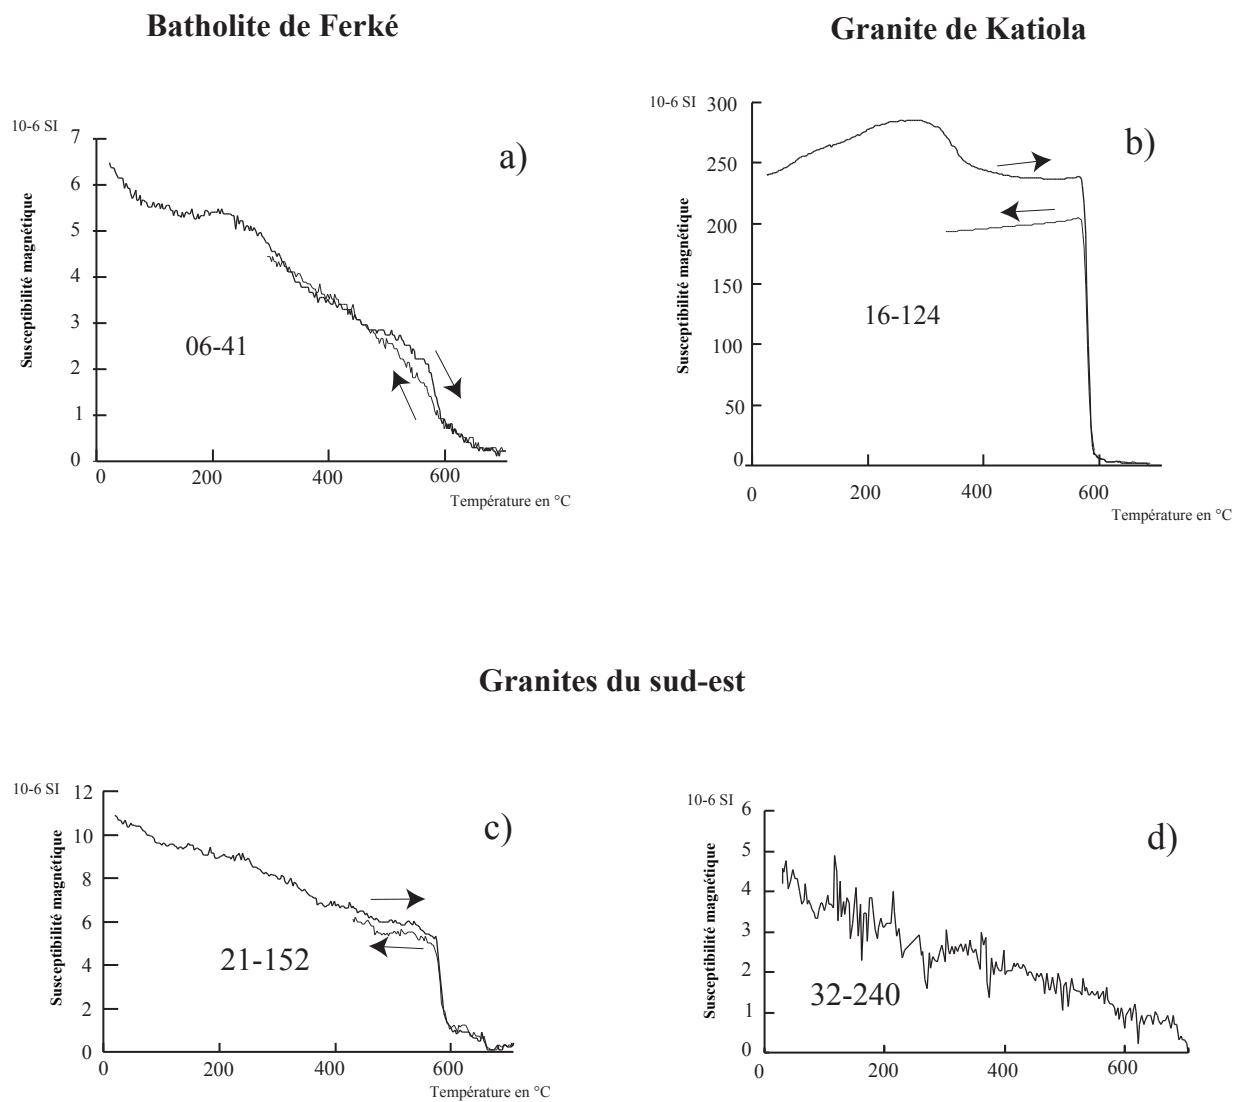 Batholite de Ferké
Granite de Katiola
10-6 SI
7
6
5
4
3
2
1
0
Susceptibilité magnétique
a)
06-41
0 200 400 600
Température en °C
10-6 SI
300
250
200
150
100
50
0
Susceptibilité magnétique
b)
16-124
0 200 400 600
Température en °C
Granites du sud-est
10-6 SI
12
10
8
6
4
2
0
Susceptibilité magnétique
c)
21-152
0 200 400 600
Température en °C
10-6 SI
6
5
4
3
2
1
0
Susceptibilité magnétique
d)
32-240
0 200 400 600